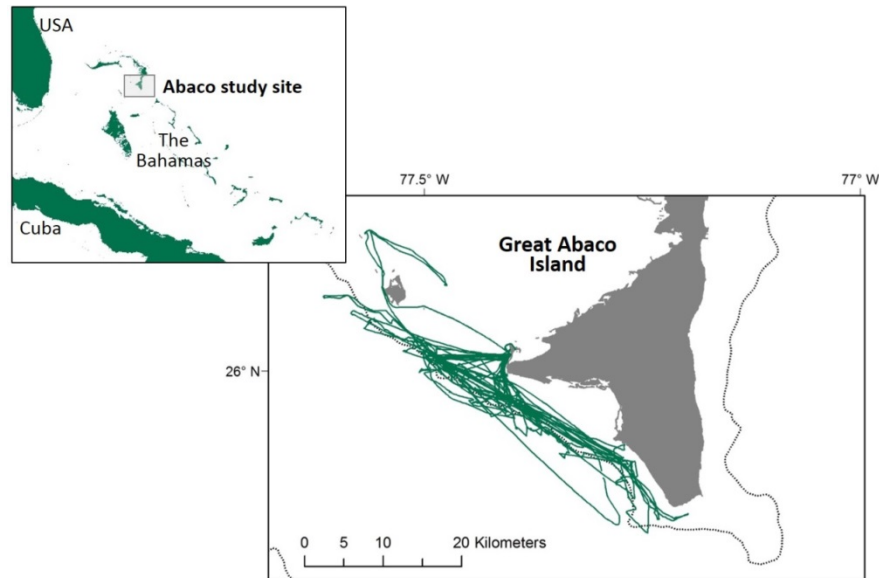 USA
Abaco study site
The
Bahamas
Cuba
77.5° W
77° W
Great Abaco
Island
26° N
0 5 10 20 Kilometers